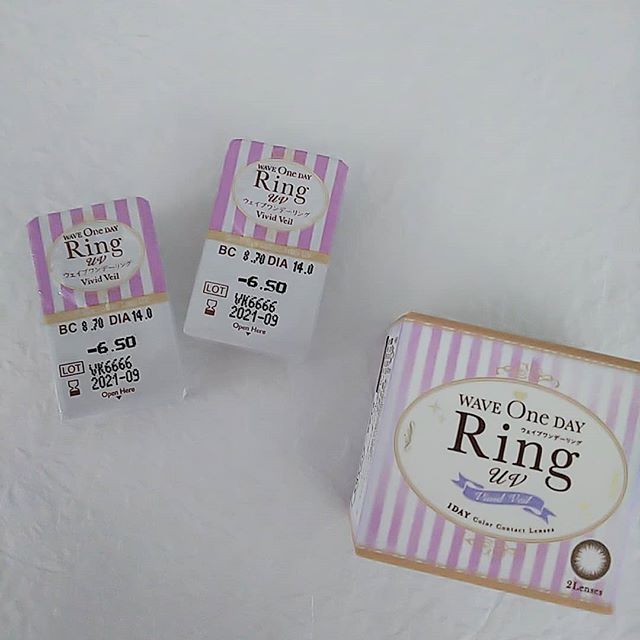 WAVE One DAY
Ring
UV
ウェイブワンデーリング
Vivid Veil
BC 8.70 DIA 14.0
-6.50
LOT VK6666
2021-09
Open Here
WAVE One DAY
Ring
UV
ウェイブワンデーリング
Vivid Veil
BC 8.70 DIA 14.0
-6.50
LOT VK6666
2021-09
Open Here
WAVE One DAY
ウェイブワンデーリング
Ring
UV
Vivid Veil
1DAY Color Contact Lenses
2Lenses